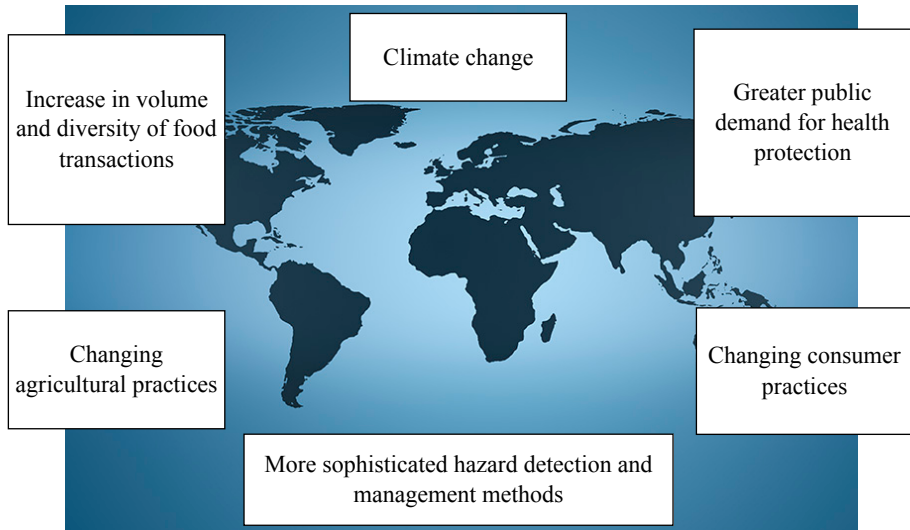 Climate change
Increase in volume
and diversity of food
transactions
Greater public
demand for health
protection
Changing
agricultural practices
Changing consumer
practices
More sophisticated hazard detection and
management methods